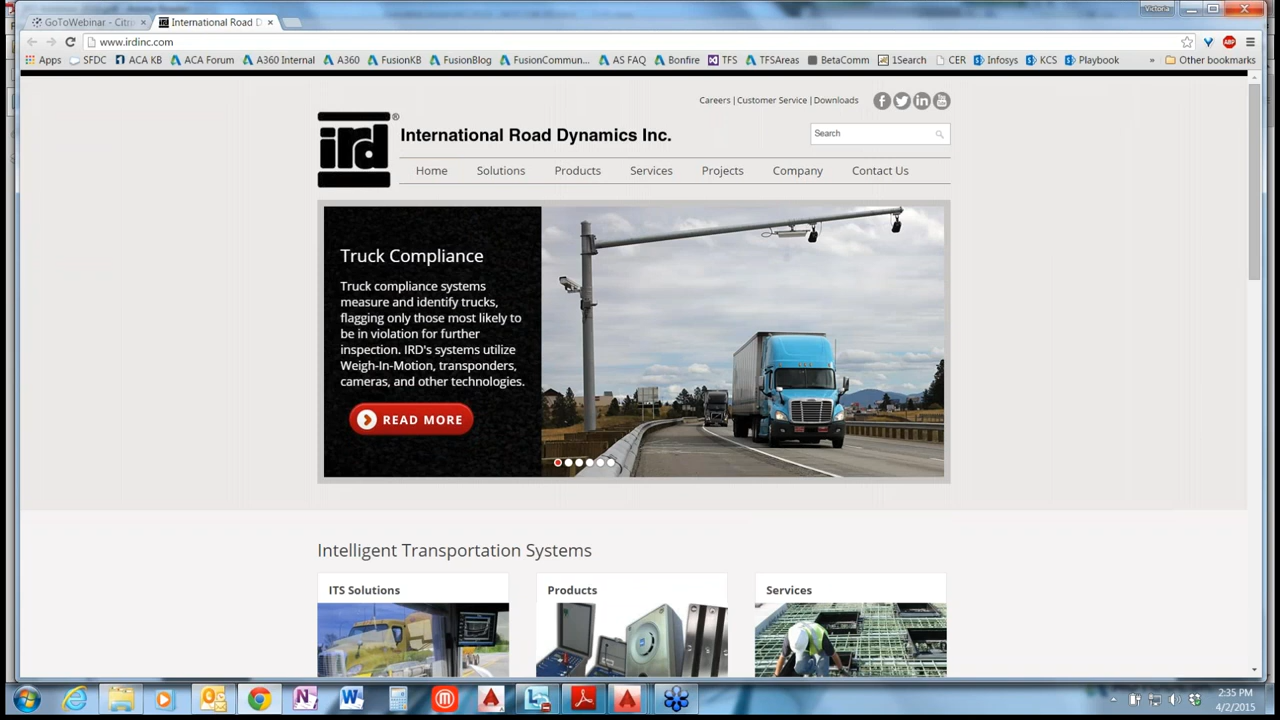 Victoria
GoToWebinar - Citri
International Road D
www.irdinc.com
Apps SFDC ACA KB ACA Forum A360 Internal A360 FusionKB FusionBlog FusionCommun... AS FAQ Bonfire TFS TFSAreas BetaComm 1Search CER Infosys KCS Playbook » Other bookmarks
Careers | Customer Service | Downloads
ird®
International Road Dynamics Inc.
Search
Home Solutions Products Services Projects Company Contact Us
Truck Compliance
Truck compliance systems
measure and identify trucks,
flagging only those most likely to
be in violation for further
inspection. IRD's systems utilize
Weigh-In-Motion, transponders,
cameras, and other technologies.
READ MORE
Intelligent Transportation Systems
ITS Solutions
Products
Services
2:35 PM
4/2/2015